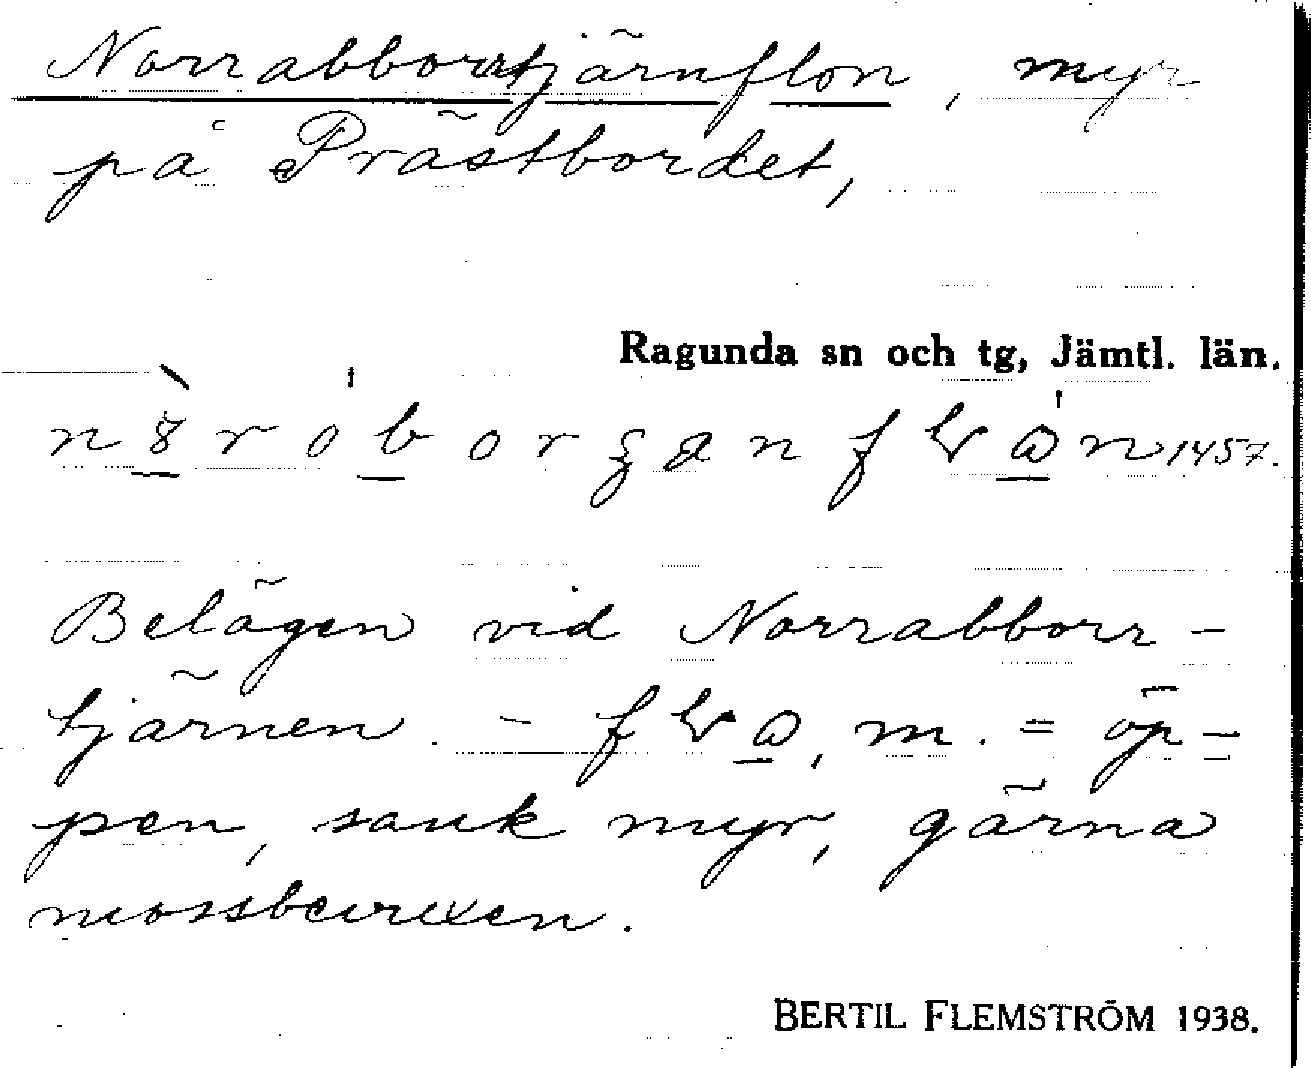 Norrabborrtjärnflon, myr
på Prästbordet,
Ragunda sn och tg, Jämtl. län.
1457.
Belägen vid Norrabborr-
tjärnen. – m. = öp-
pen, sank myr, gärna
mossbevuxen.
BERTIL FLEMSTRÖM 1938.